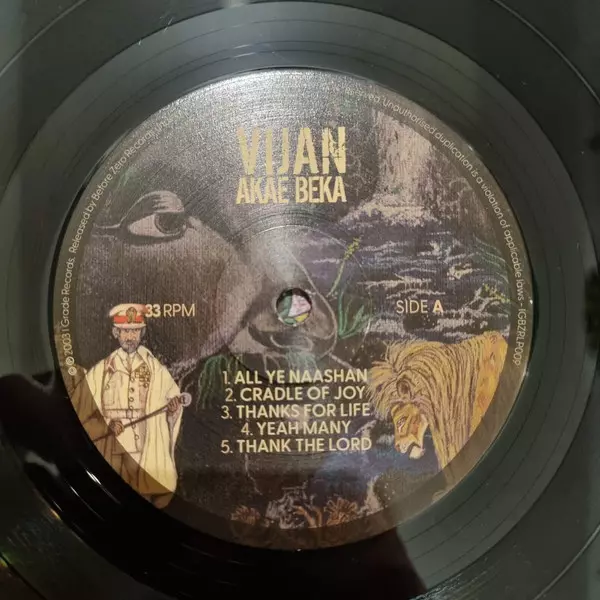 VIJAN
AKAE BEKA
33 RPM
SIDE A
1. ALL YE NAASHAN
2. CRADLE OF JOY
3. THANKS FOR LIFE
4. YEAH MANY
5. THANK THE LORD
℗ © 2003 I Grade Records. Released by Before Zero Records
Unauthorised duplication is a violation of applicable laws - IGBZRLP009